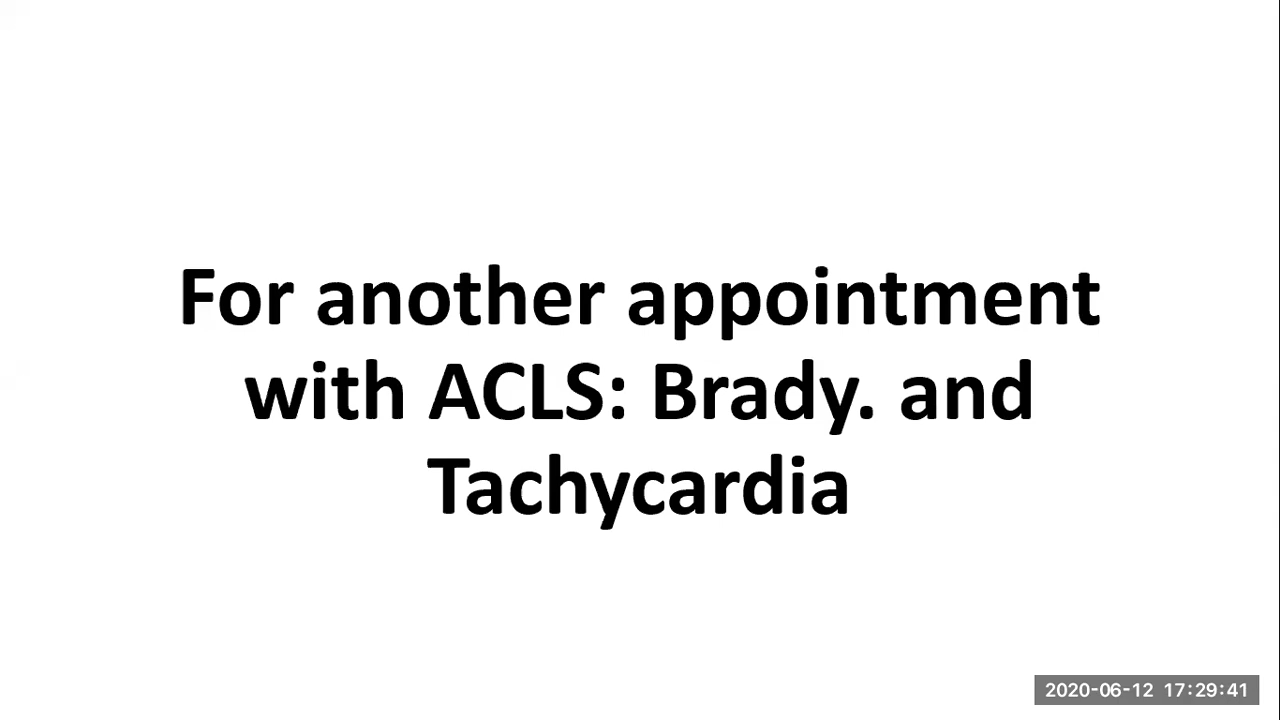 For another appointment
with ACLS: Brady. and
Tachycardia
2020-06-12 17:29:41